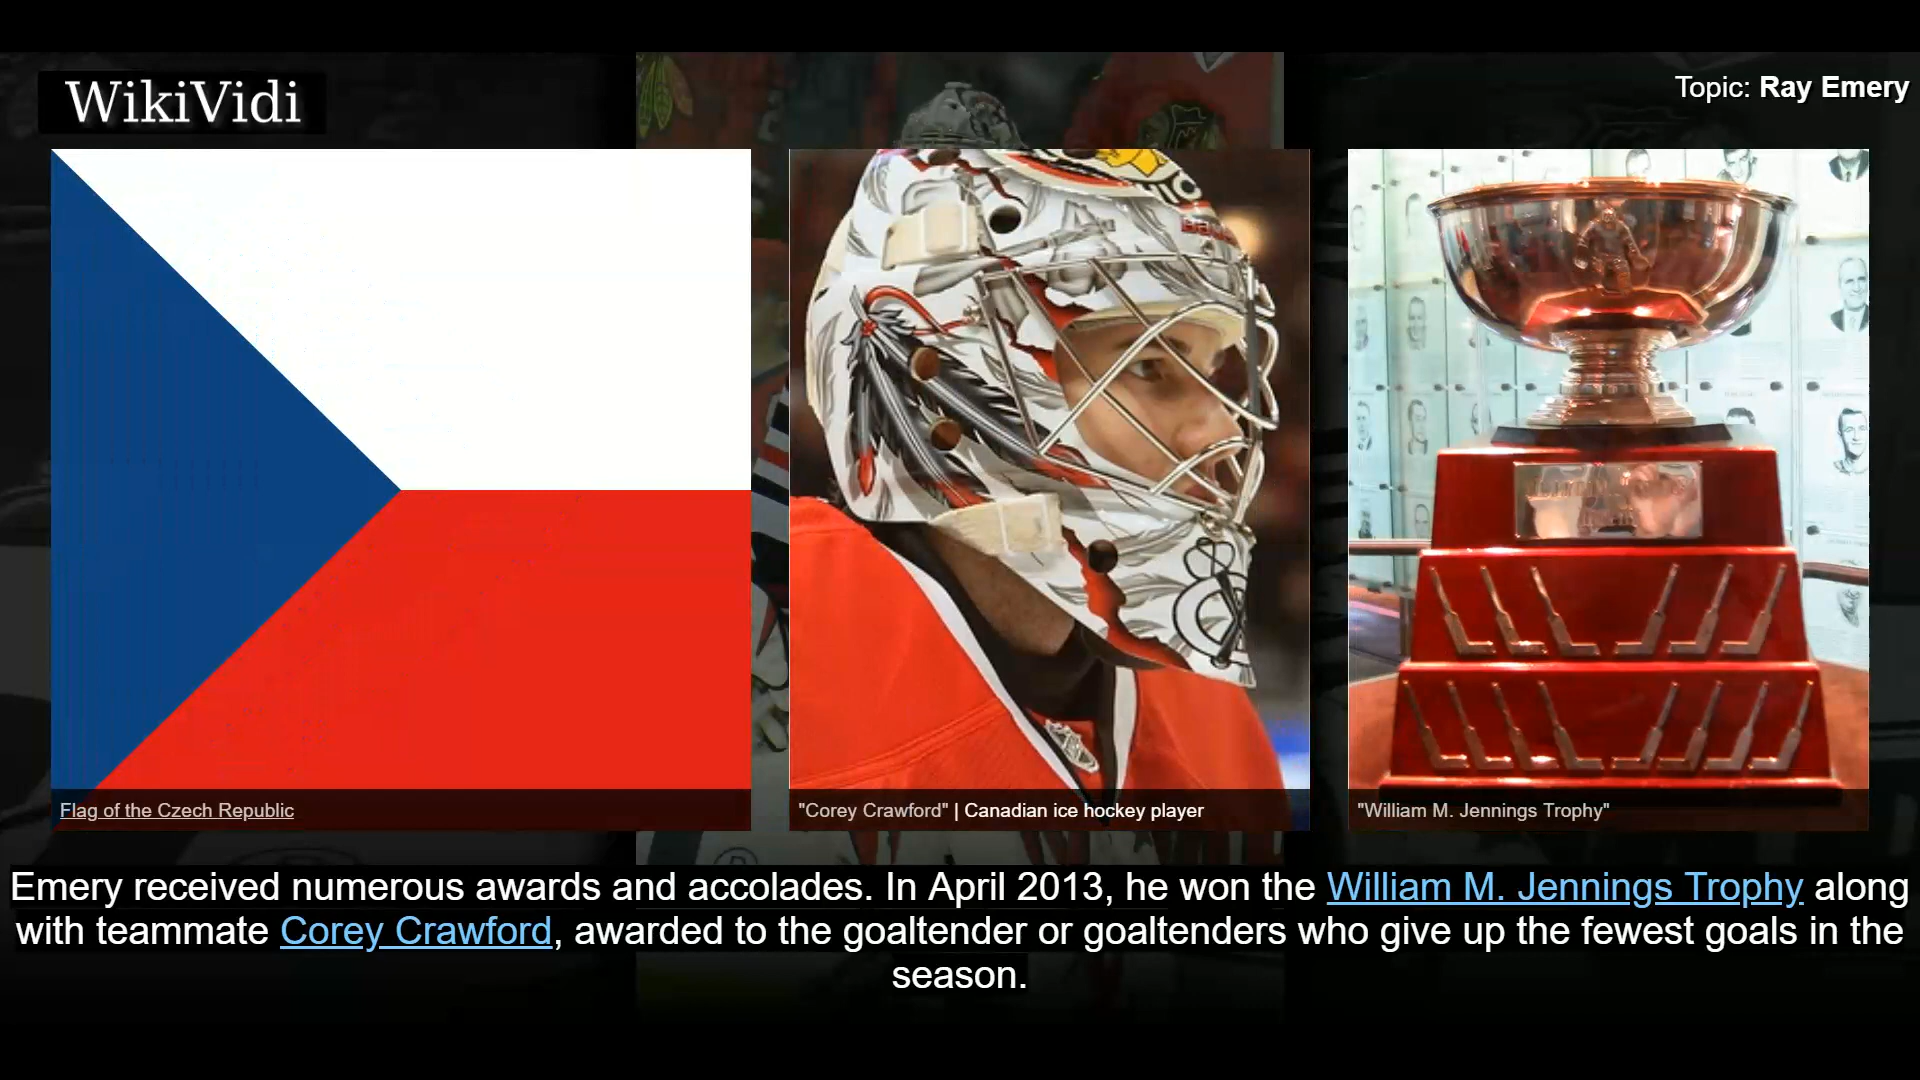 WikiVidi
Topic: Ray Emery
Flag of the Czech Republic
"Corey Crawford" | Canadian ice hockey player
"William M. Jennings Trophy"
Emery received numerous awards and accolades. In April 2013, he won the William M. Jennings Trophy along
with teammate Corey Crawford, awarded to the goaltender or goaltenders who give up the fewest goals in the
season.